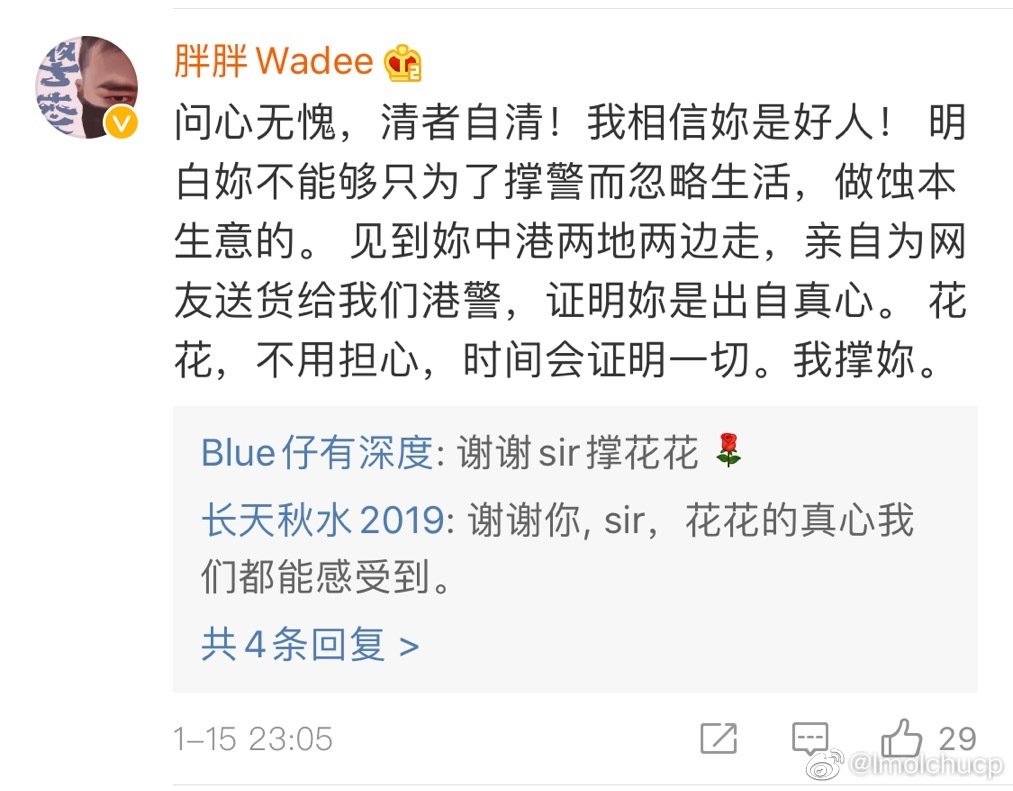 胖胖Wadee
问心无愧，清者自清！我相信妳是好人！ 明
白妳不能够只为了撑警而忽略生活，做蚀本
生意的。 见到妳中港两地两边走，亲自为网
友送货给我们港警，证明妳是出自真心。 花
花，不用担心，时间会证明一切。我撑妳。
Blue仔有深度: 谢谢sir撑花花
长天秋水2019: 谢谢你, sir，花花的真心我
们都能感受到。
共4条回复 >
1-15 23:05
29
@lmolchucp